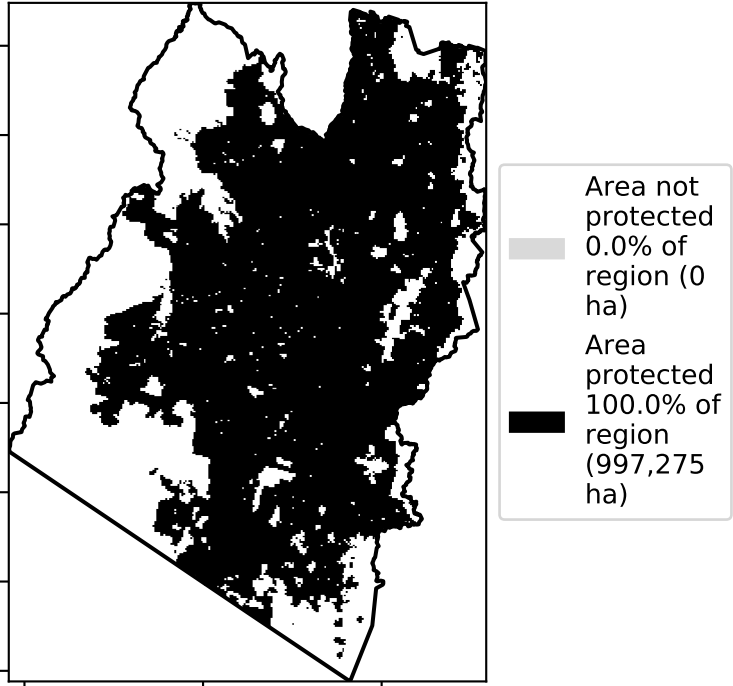 Area not
protected
0.0% of
region (0
ha)
Area
protected
100.0% of
region
(997,275
ha)